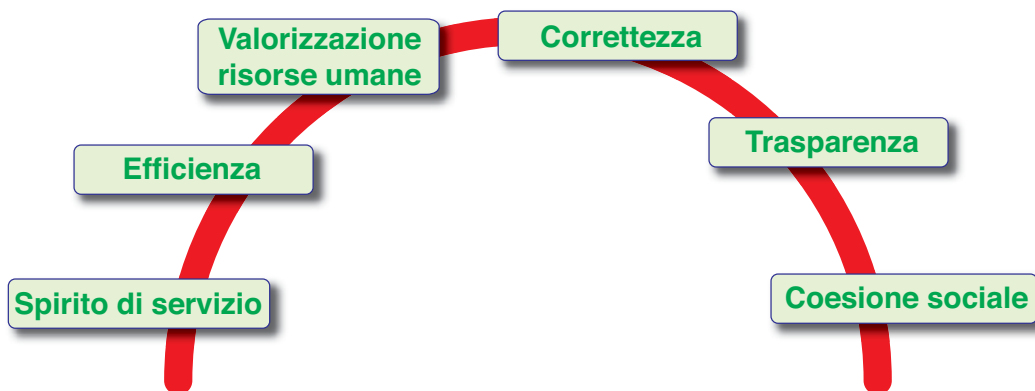 Valorizzazione
risorse umane
Correttezza
Efficienza
Trasparenza
Spirito di servizio
Coesione sociale